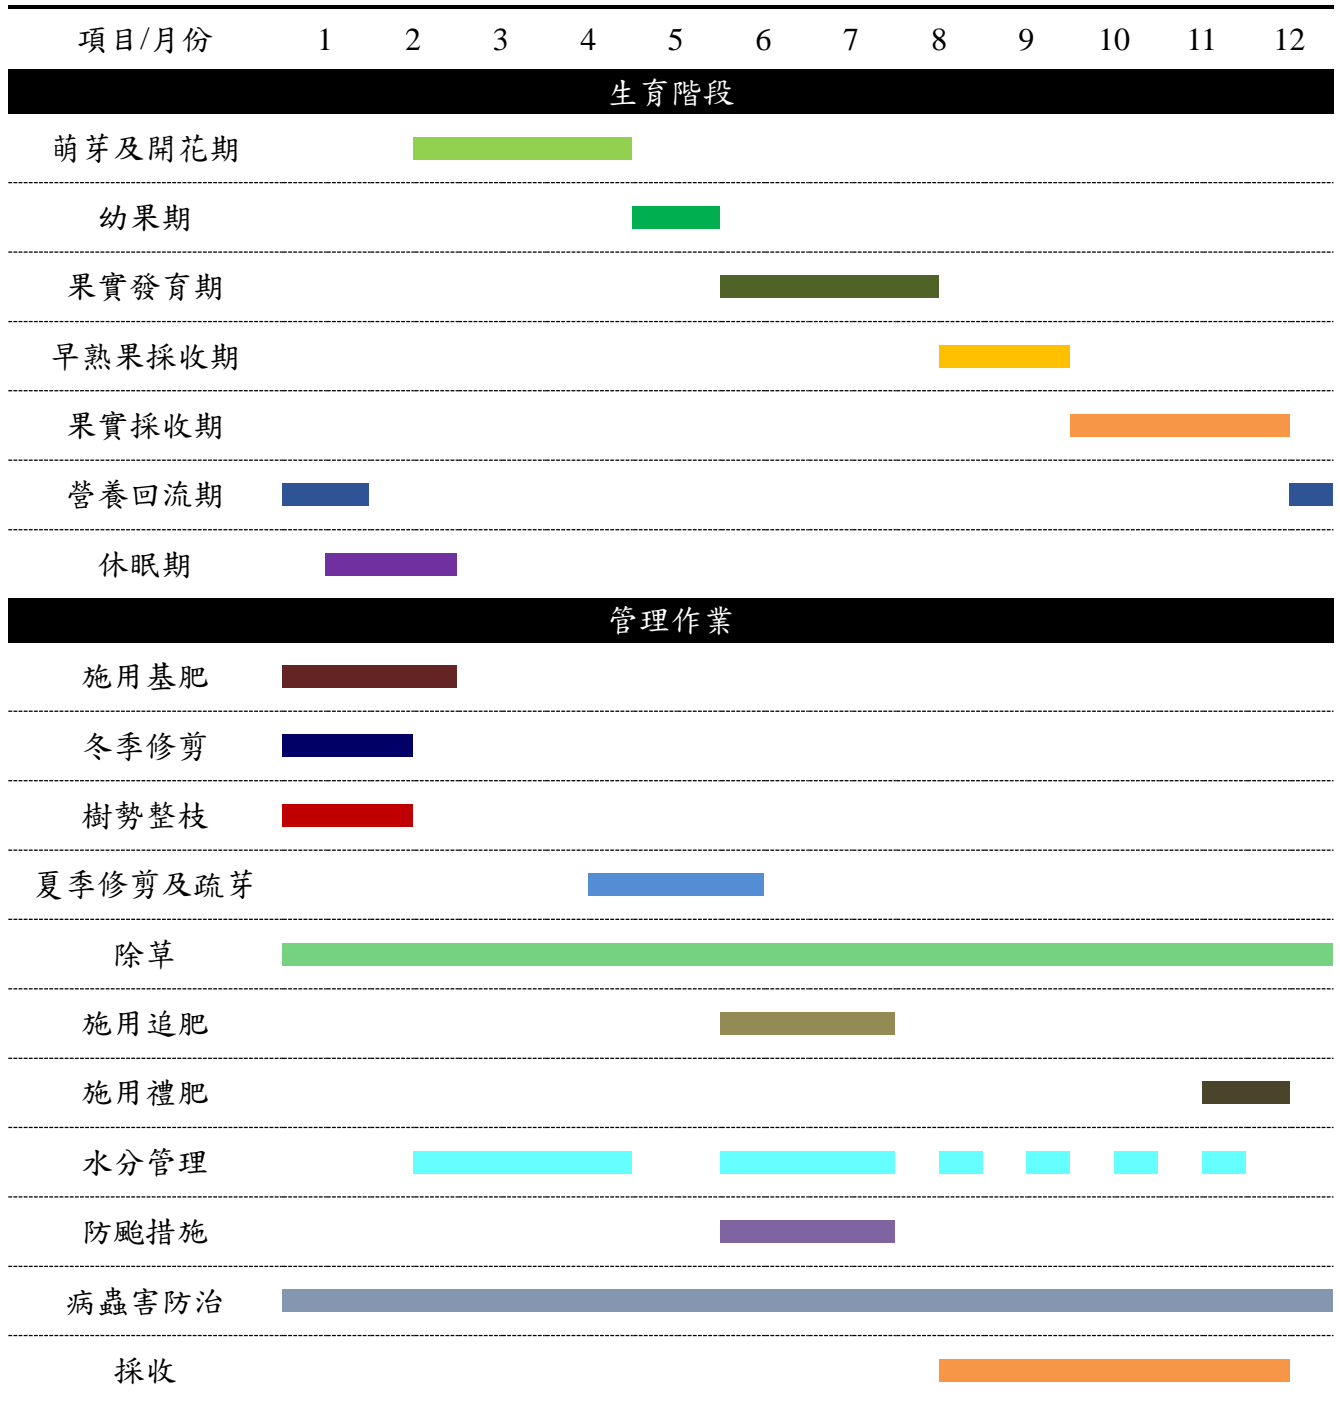 項目/月份 1 2 3 4 5 6 7 8 9 10 11 12
生育階段
萌芽及開花期
幼果期
果實發育期
早熟果採收期
果實採收期
營養回流期
休眠期
管理作業
施用基肥
冬季修剪
樹勢整枝
夏季修剪及疏芽
除草
施用追肥
施用禮肥
水分管理
防颱措施
病蟲害防治
採收